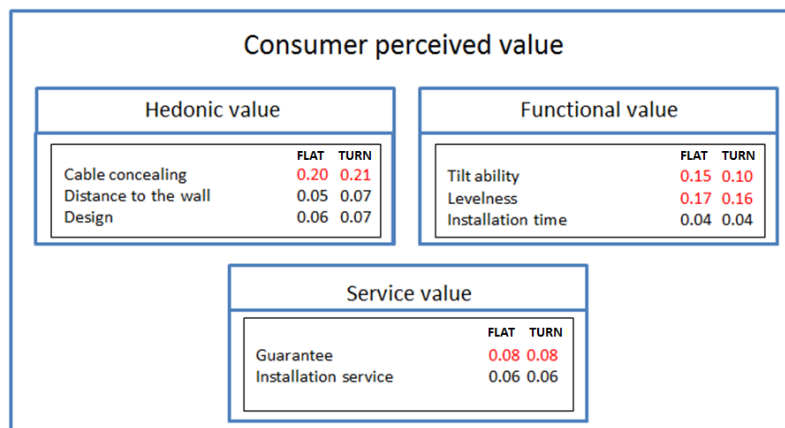 Consumer perceived value
Hedonic value
FLAT TURN
Cable concealing 0.20 0.21
Distance to the wall 0.05 0.07
Design 0.06 0.07
Functional value
FLAT TURN
Tilt ability 0.15 0.10
Levelness 0.17 0.16
Installation time 0.04 0.04
Service value
FLAT TURN
Guarantee 0.08 0.08
Installation service 0.06 0.06